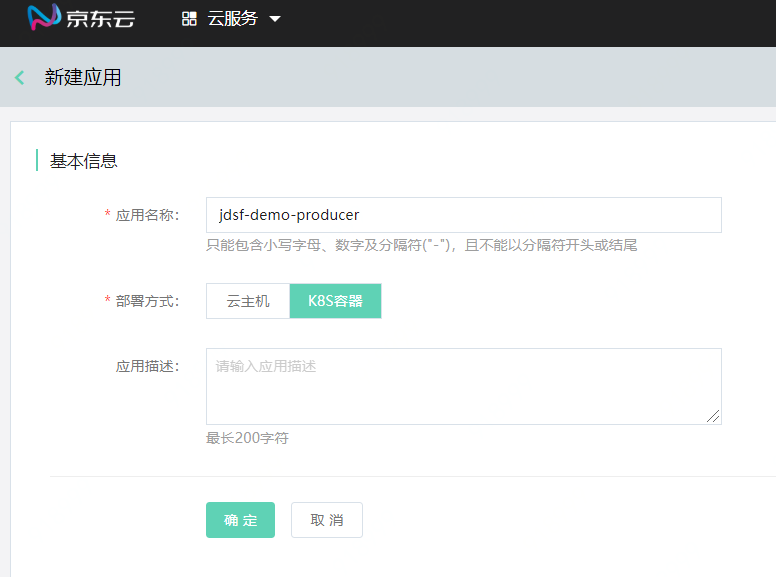 京东云 云服务
新建应用
基本信息
* 应用名称： jdsf-demo-producer
只能包含小写字母、数字及分隔符("-")，且不能以分隔符开头或结尾
* 部署方式： 云主机 K8S容器
应用描述： 请输入应用描述
最长200字符
确 定 取 消